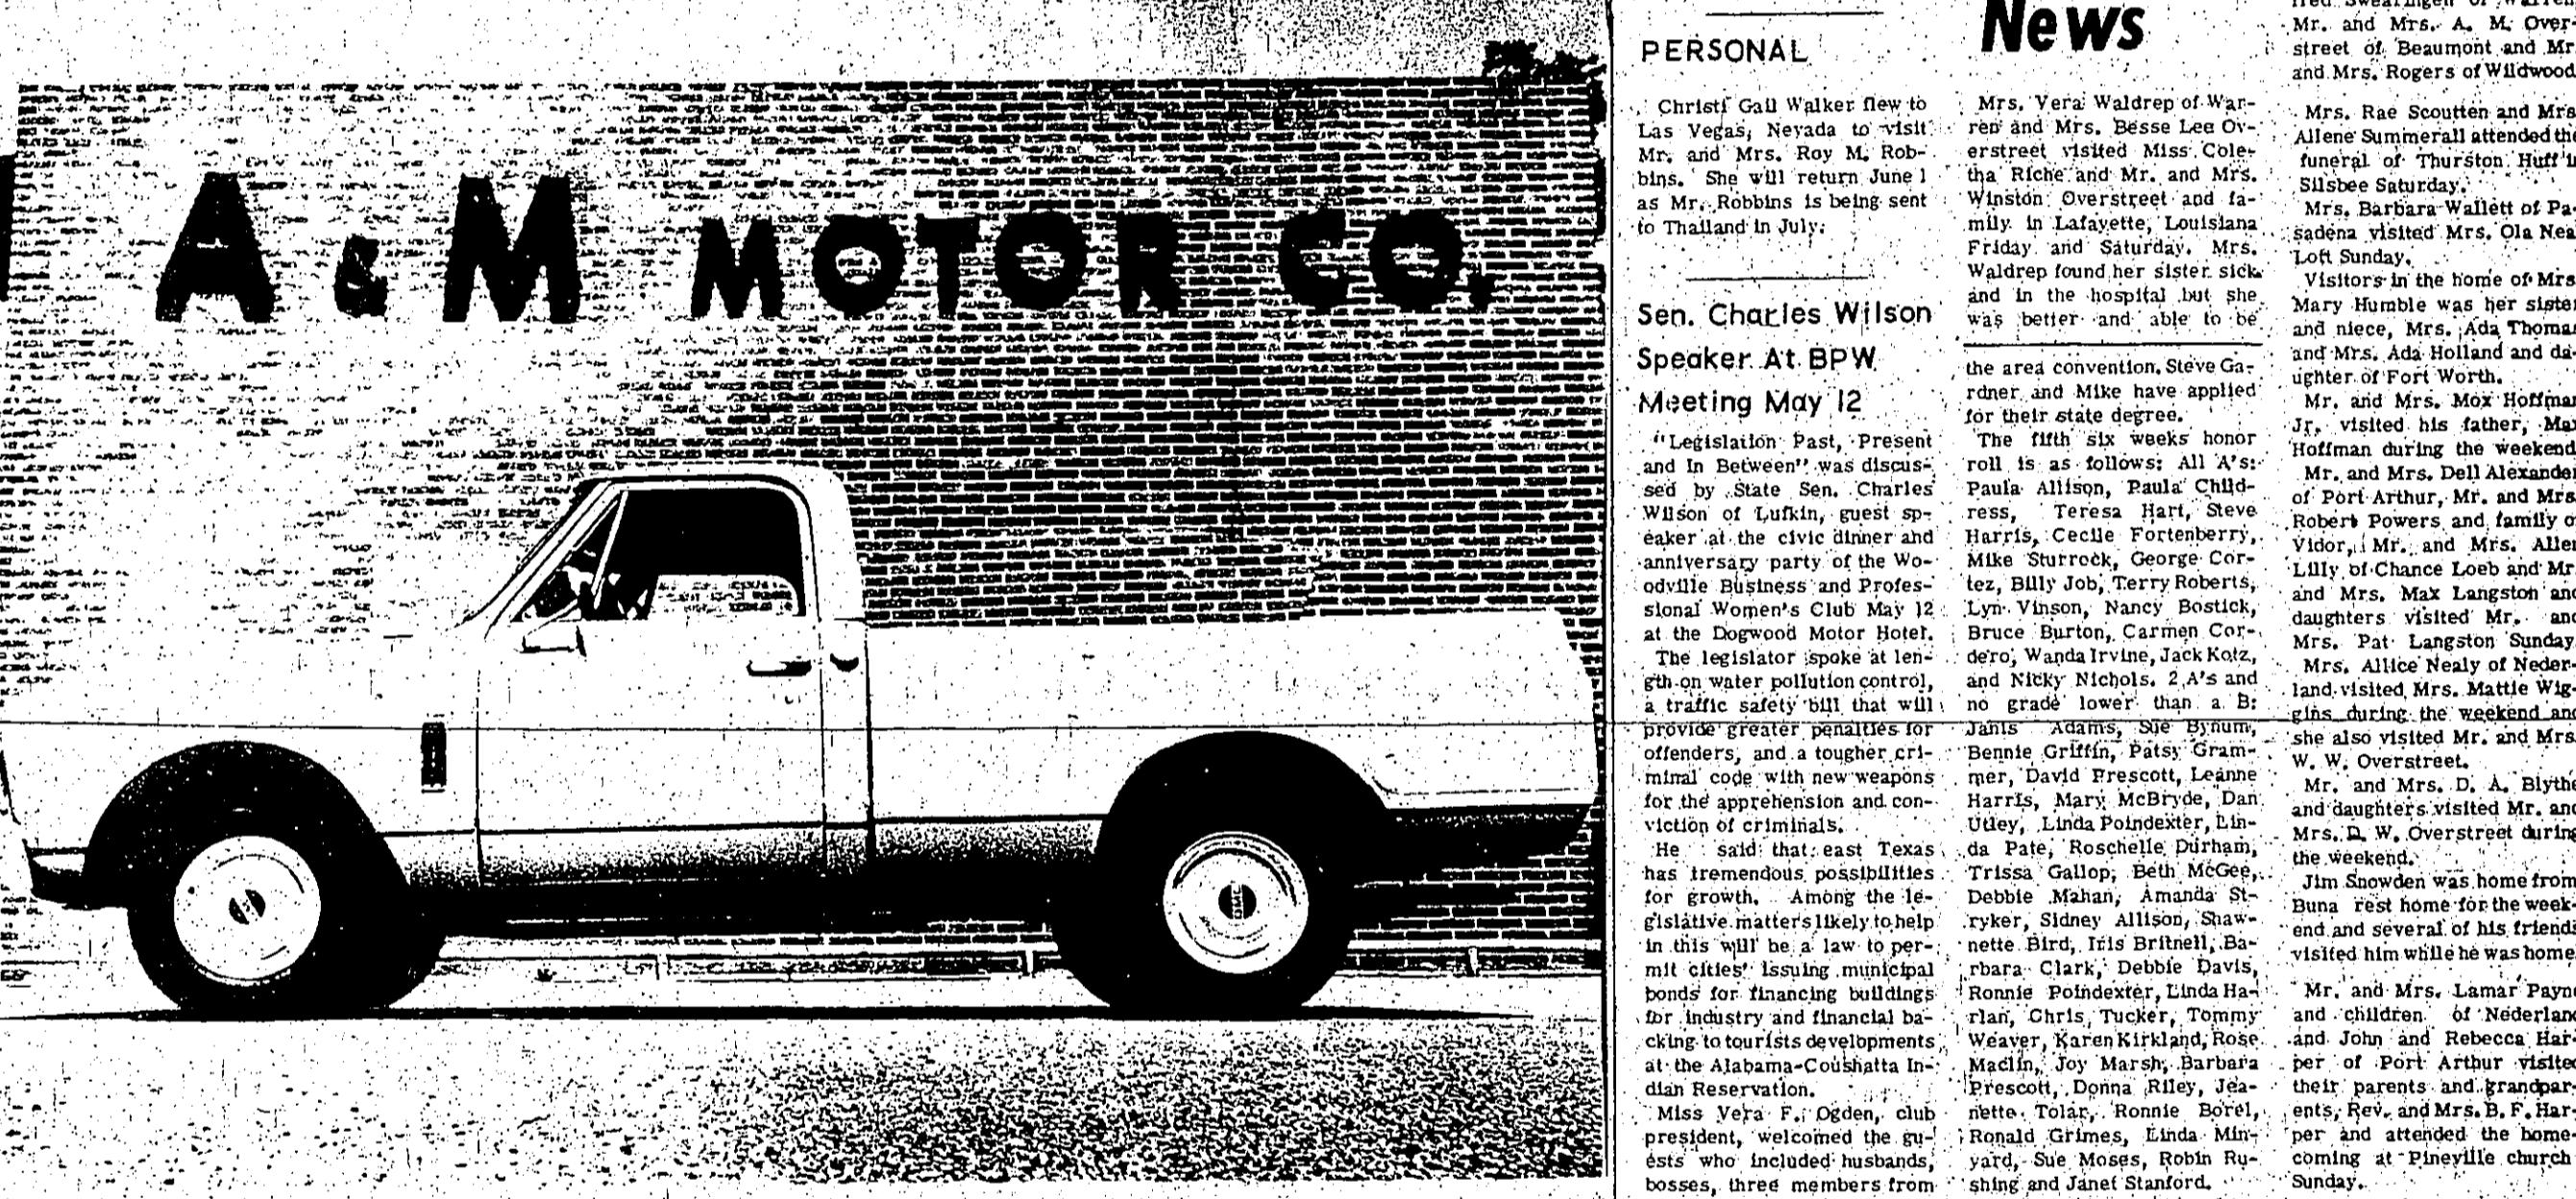 A & M MOTOR CO.
GMC
PERSONAL
Christi Gail Walker flew to
Las Vegas, Nevada to visit
Mr. and Mrs. Roy M. Rob-
bins. She will return June 1
as Mr. Robbins is being sent
to Thailand in July.
Sen. Charles Wilson
Speaker At BPW
Meeting May 12
"Legislation Past, Present
and In Between" was discus-
sed by State Sen. Charles
Wilson of Lufkin, guest sp-
eaker at the civic dinner and
anniversary party of the Wo-
odville Business and Profes-
sional Women's Club May 12
at the Dogwood Motor Hotel.
The legislator spoke at len-
gth on water pollution control,
a traffic safety bill that will
provide greater penalties for
offenders, and a tougher cri-
minal code with new weapons
for the apprehension and con-
viction of criminals.
He said that east Texas
has tremendous possibilities
for growth. Among the le-
gislative matters likely to help
in this will be a law to per-
mit cities' issuing municipal
bonds for financing buildings
for industry and financial ba-
cking to tourists developments
at the Alabama-Coushatta In-
dian Reservation.
Miss Vera F. Ogden, club
president, welcomed the gu-
ests who included husbands,
bosses, three members from
News
Mrs. Vera Waldrep of War-
ren and Mrs. Besse Lee Ov-
erstreet visited Miss Cole-
tha Riche and Mr. and Mrs.
Winston Overstreet and fa-
mily in Lafayette, Louisiana
Friday and Saturday. Mrs.
Waldrep found her sister sick
and in the hospital but she
was better and able to be
the area convention. Steve Ga-
rdner and Mike have applied
for their state degree.
The fifth six weeks honor
roll is as follows: All A's:
Paula Allison, Paula Child-
ress, Teresa Hart, Steve
Harris, Cecile Fortenberry,
Mike Sturrock, George Cor-
tez, Billy Job, Terry Roberts,
Lyn Vinson, Nancy Bostick,
Bruce Burton, Carmen Cor-
dero, Wanda Irvine, Jack Kotz,
and Nicky Nichols. 2 A's and
no grade lower than a B:
Janis Adams, Sue Bynum,
Bennie Griffin, Patsy Gram-
mer, David Prescott, Leanne
Harris, Mary McBryde, Dan
Utley, Linda Poindexter, Lin-
da Pate, Roschelle Durham,
Trissa Gallop, Beth McGee,
Debbie Mahan, Amanda St-
ryker, Sidney Allison, Shaw-
nette Bird, Iris Britnell, Ba-
rbara Clark, Debbie Davis,
Ronnie Poindexter, Linda Ha-
rlan, Chris Tucker, Tommy
Weaver, Karen Kirkland, Rose
Maclin, Joy Marsh, Barbara
Prescott, Donna Riley, Jea-
nette Tolar, Ronnie Borel,
Ronald Grimes, Linda Min-
yard, Sue Moses, Robin Ru-
shing and Janet Stanford.
Mr. and Mrs. A. M. Over-
street of Beaumont and Mr
and Mrs. Rogers of Wildwood
Mrs. Rae Scoutten and Mrs
Allene Summerall attended the
funeral of Thurston Huff i
Silsbee Saturday.
Mrs. Barbara Wallett of Pa-
sadena visited Mrs. Ola Nea
Loft Sunday.
Visitors in the home of Mrs
Mary Humble was her sister
and niece, Mrs. Ada Thomas
and Mrs. Ada Holland and da-
ughter of Fort Worth.
Mr. and Mrs. Mox Hoffman
Jr. visited his father, Max
Hoffman during the weekend
Mr. and Mrs. Dell Alexander
of Port Arthur, Mr. and Mrs
Robert Powers and family o
Vidor, Mr. and Mrs. Allen
Lilly of Chance Loeb and Mr
and Mrs. Max Langston and
daughters visited Mr. and
Mrs. Pat Langston Sunday
Mrs. Allice Nealy of Neder-
land visited Mrs. Mattie Wig-
gins during the weekend and
she also visited Mr. and Mrs
W. W. Overstreet.
Mr. and Mrs. D. A. Blythe
and daughters visited Mr. and
Mrs. D. W. Overstreet during
the weekend.
Jim Snowden was home from
Buna rest home for the week-
end and several of his friends
visited him while he was home
Mr. and Mrs. Lamar Payne
and children of Nederland
and John and Rebecca Har-
per of Port Arthur visited
their parents and grandpar-
ents, Rev. and Mrs. B. F. Har-
per and attended the home-
coming at Pineville church
Sunday.